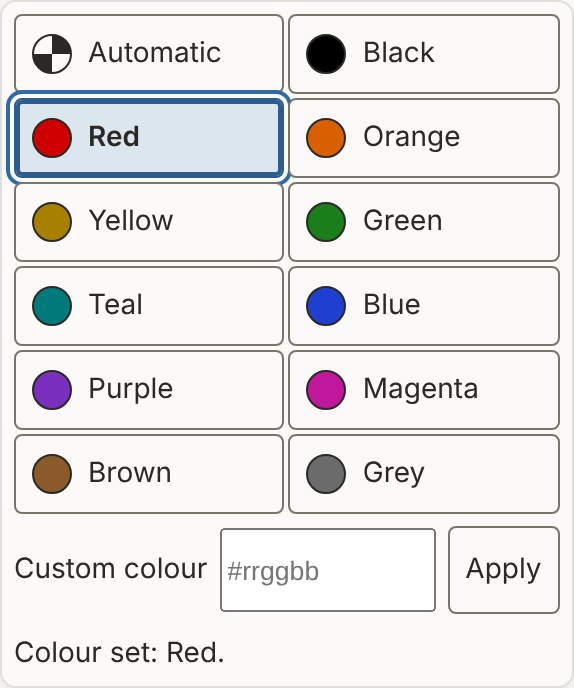 Automatic
Black
Red
Orange
Yellow
Green
Teal
Blue
Purple
Magenta
Brown
Grey
Custom colour #rrggbb Apply
Colour set: Red.